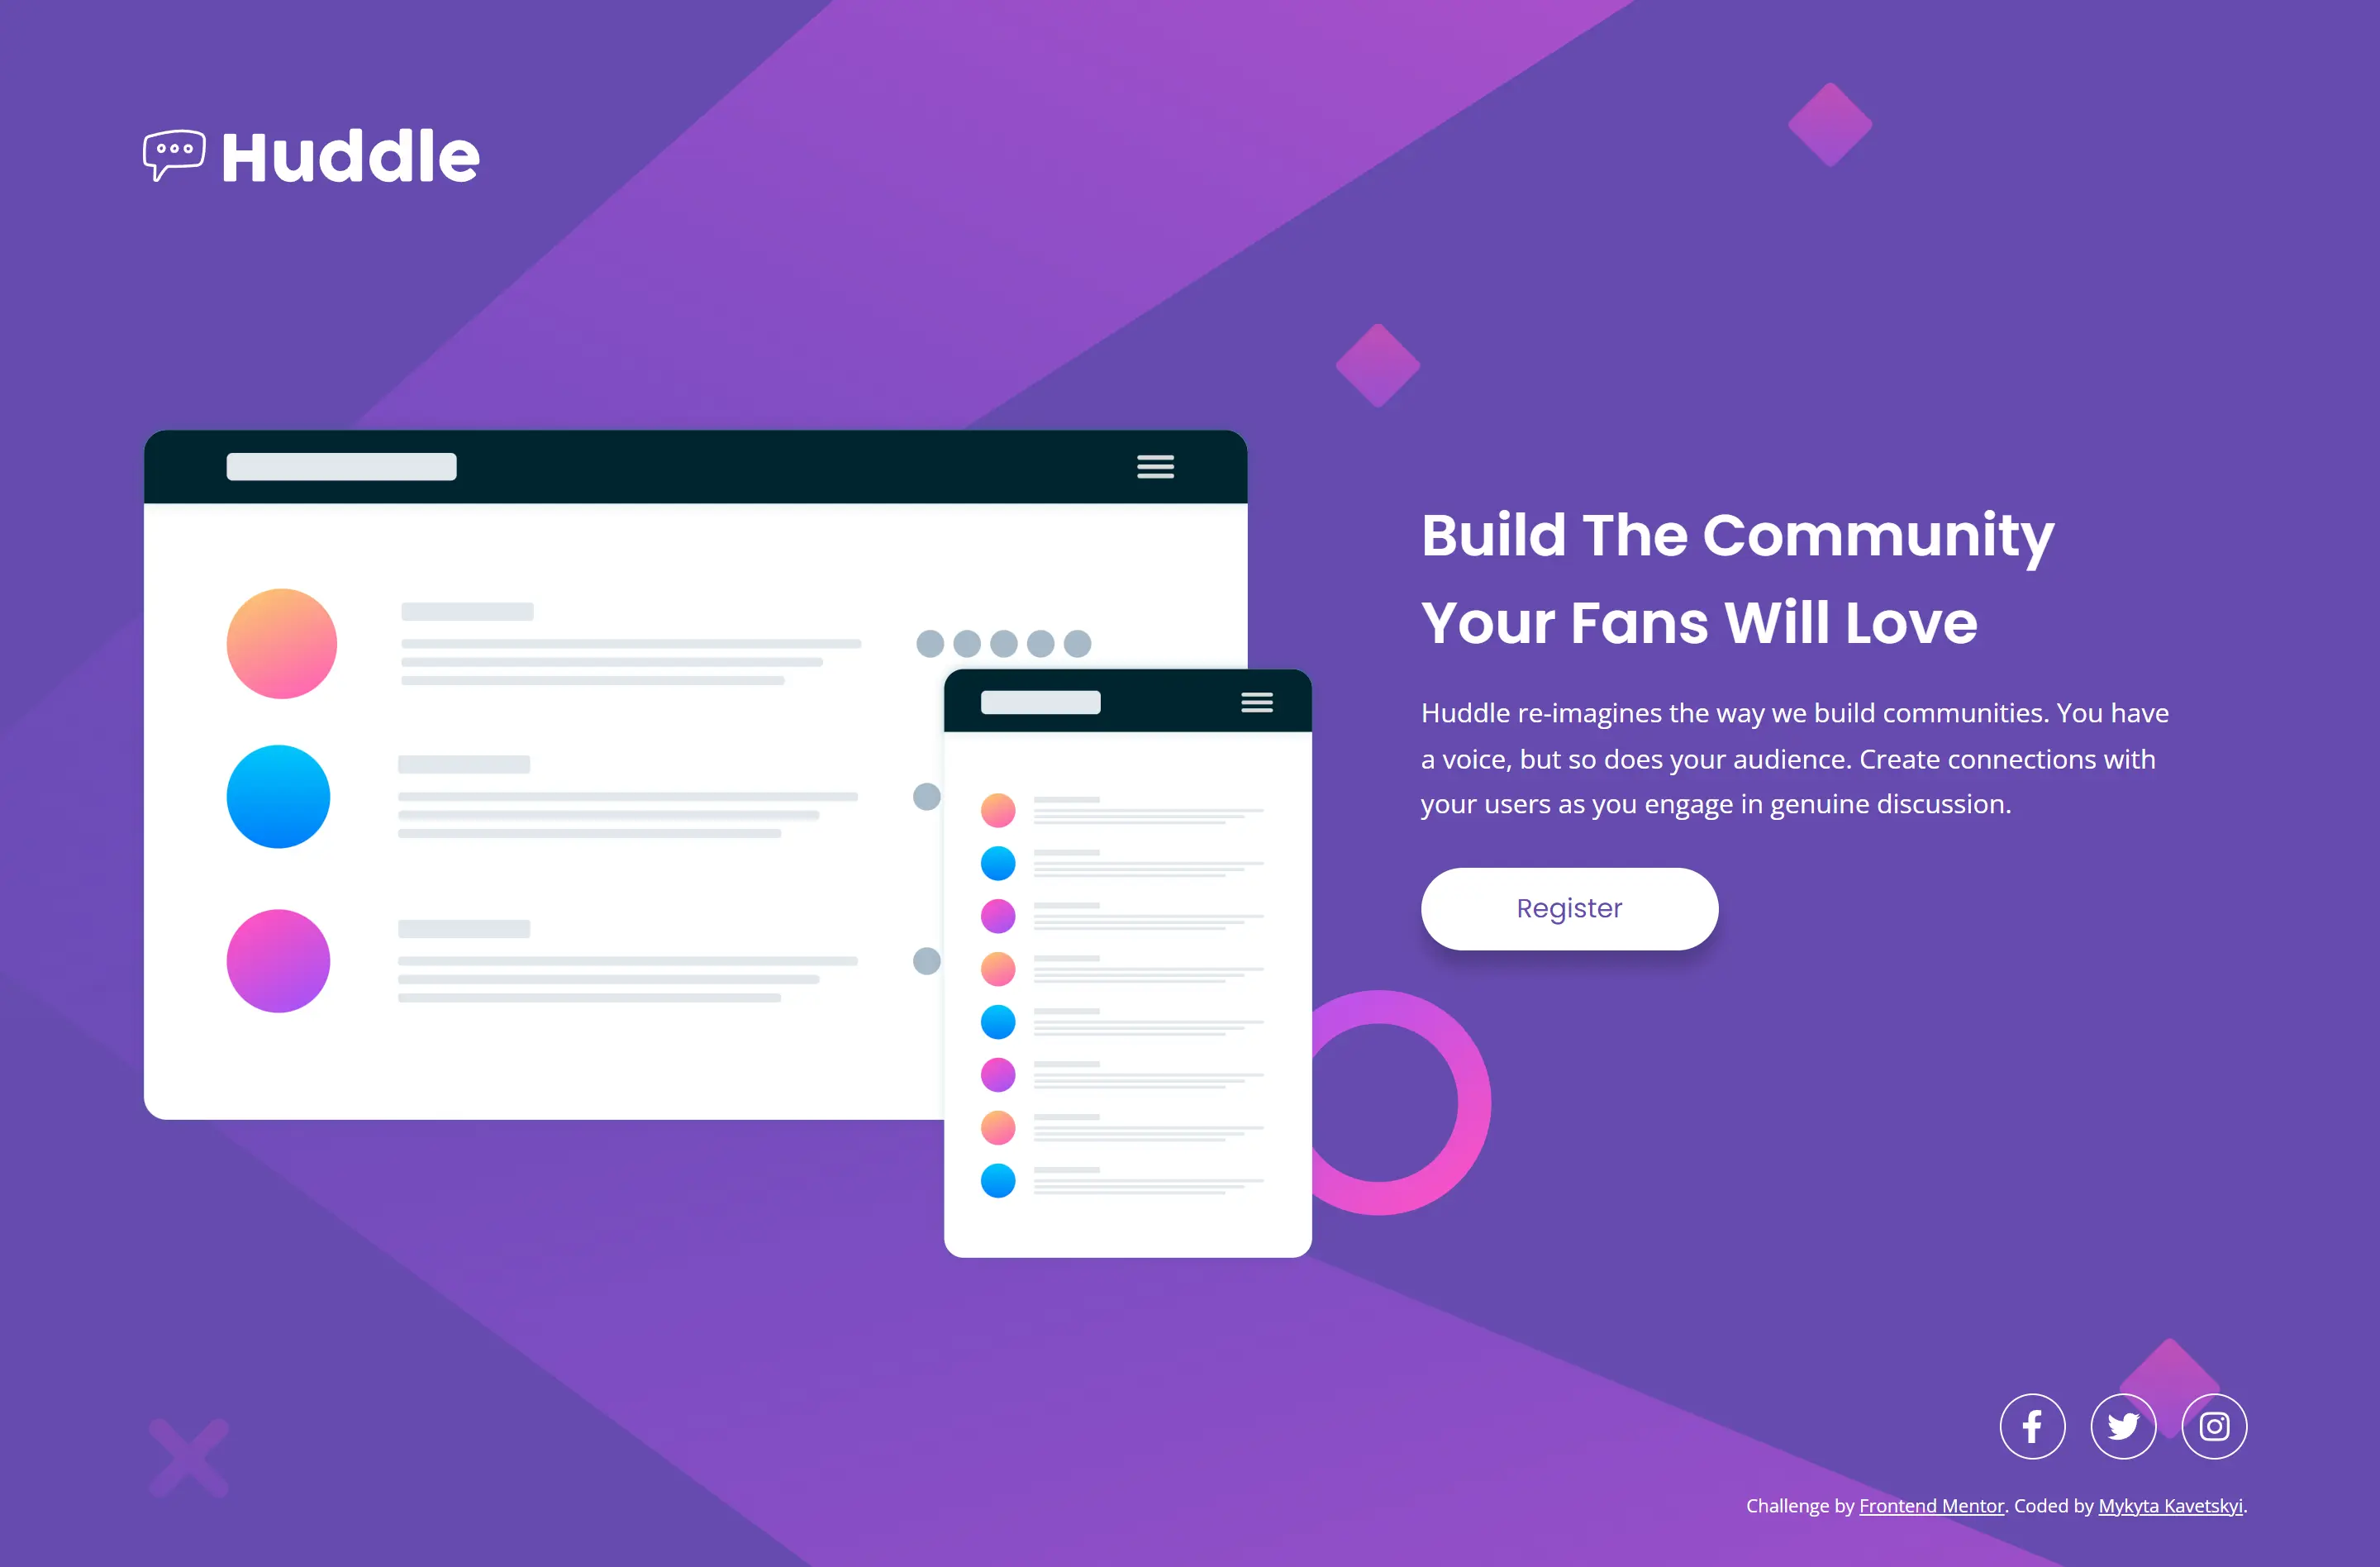 Huddle
Build The Community
Your Fans Will Love
Huddle re-imagines the way we build communities. You have
a voice, but so does your audience. Create connections with
your users as you engage in genuine discussion.
Register
Challenge by Frontend Mentor. Coded by Mykyta Kavetskyi.